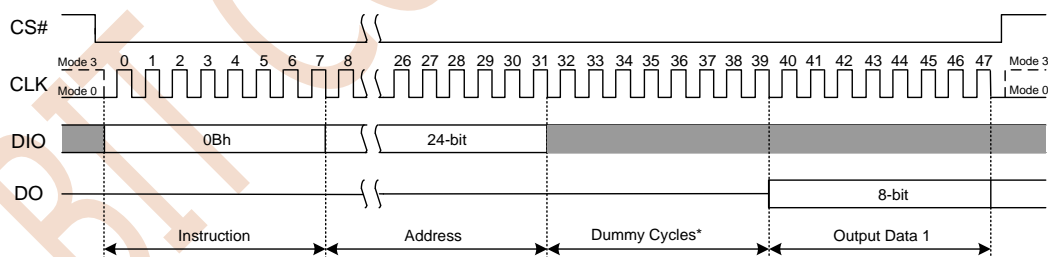 CS#
Mode 3 0 1 2 3 4 5 6 7 8 26 27 28 29 30 31 32 33 34 35 36 37 38 39 40 41 42 43 44 45 46 47 Mode 3
CLK Mode 0 Mode 0
DIO 0Bh 24-bit
DO 8-bit
Instruction Address Dummy Cycles* Output Data 1